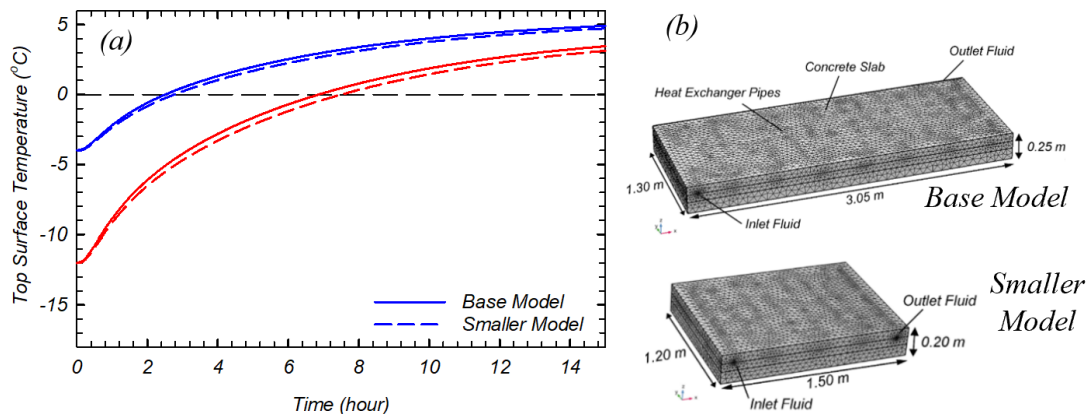 (a)
Top Surface Temperature (°C)
5
0
-5
-10
-15
0
2
4
6
8
10
12
14
Time (hour)
Base Model
Smaller Model
(b)
Outlet Fluid
Concrete Slab
Heat Exchanger Pipes
0.25 m
1.30 m
3.05 m
Inlet Fluid
Base Model
Smaller
Model
Outlet Fluid
0.20 m
1.20 m
1.50 m
Inlet Fluid